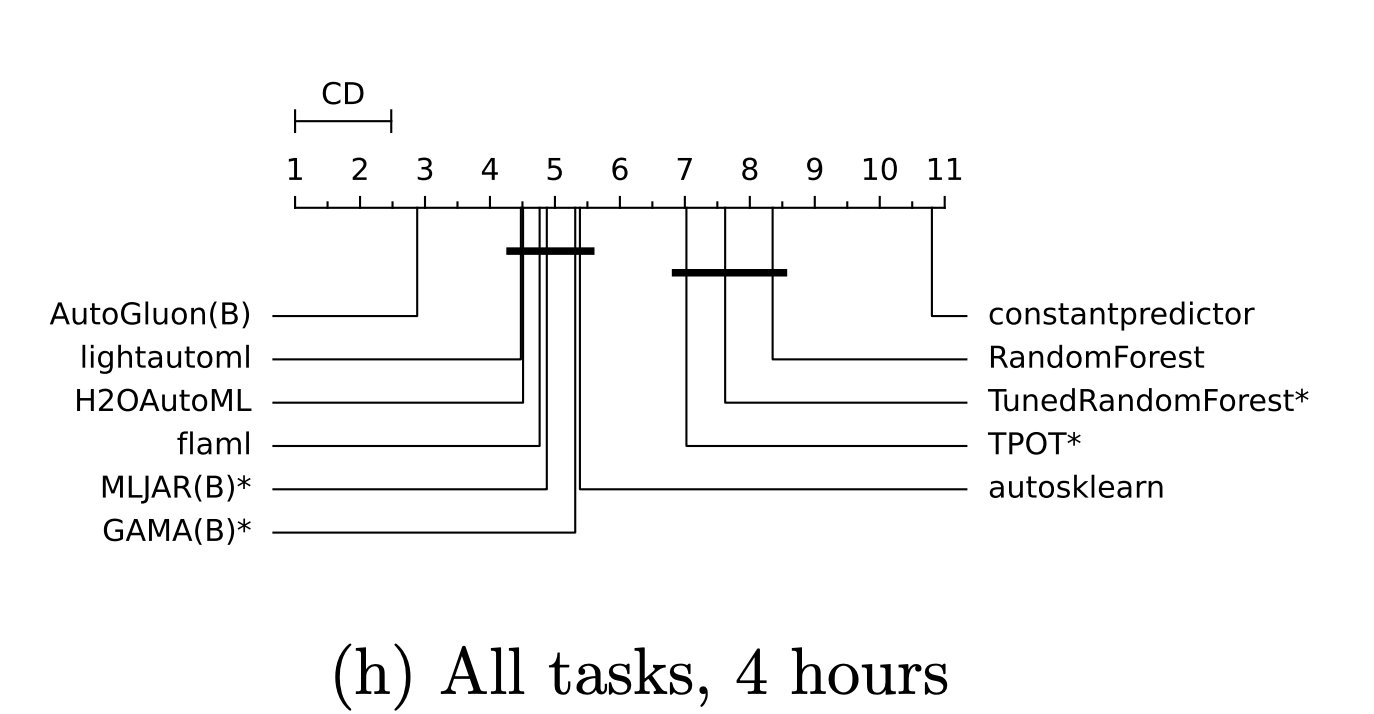 CD
1 2 3 4 5 6 7 8 9 10 11
AutoGluon(B)
lightautoml
H2OAutoML
flaml
MLJAR(B)*
GAMA(B)*
constantpredictor
RandomForest
TunedRandomForest*
TPOT*
autosklearn
(h) All tasks, 4 hours